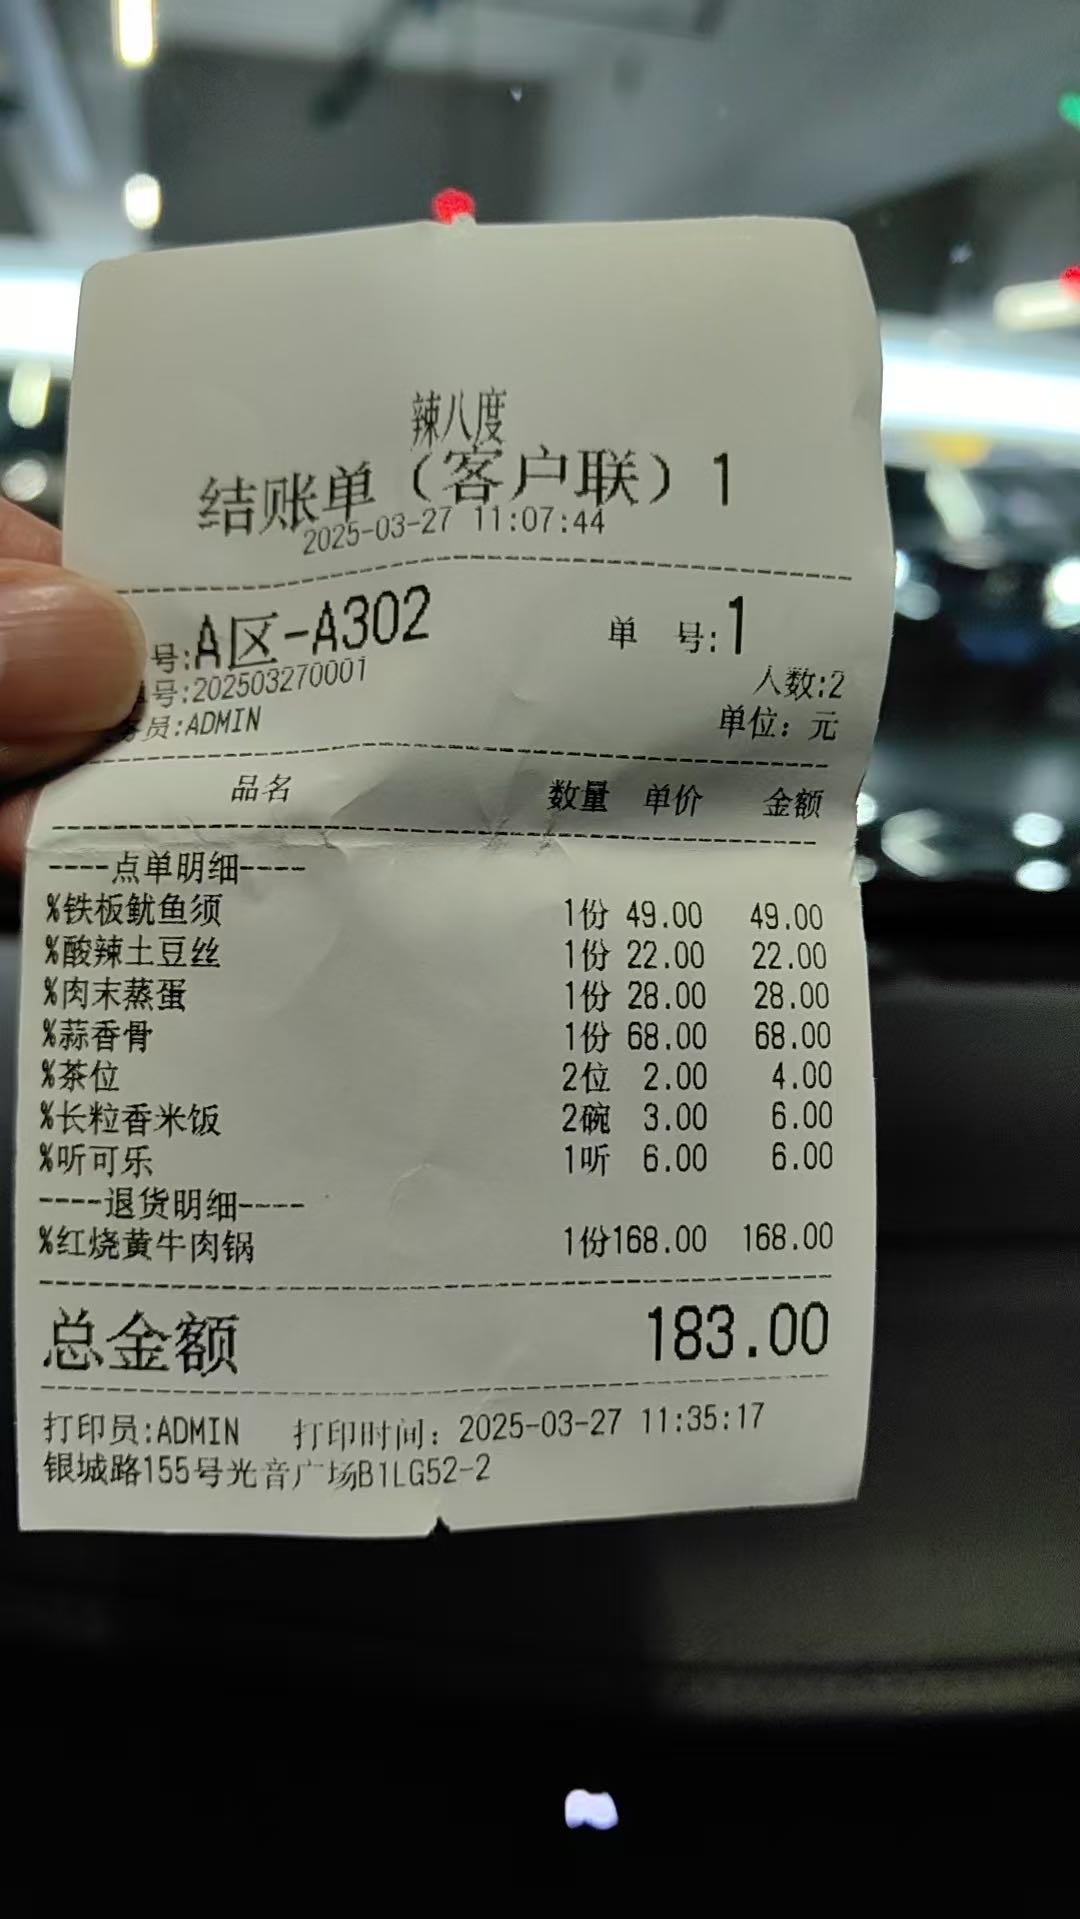 辣八度
结账单（客户联）1
2025-03-27 11:07:44
号:A区-A302 单 号:1
号:202503270001 人数:2
员:ADMIN 单位：元
品名 数量 单价 金额
----点单明细----
%铁板鱿鱼须 1份 49.00 49.00
%酸辣土豆丝 1份 22.00 22.00
%肉末蒸蛋 1份 28.00 28.00
%蒜香骨 1份 68.00 68.00
%茶位 2位 2.00 4.00
%长粒香米饭 2碗 3.00 6.00
%听可乐 1听 6.00 6.00
----退货明细----
%红烧黄牛肉锅 1份168.00 168.00
总金额 183.00
打印员:ADMIN 打印时间：2025-03-27 11:35:17
银城路155号光音广场B1LG52-2